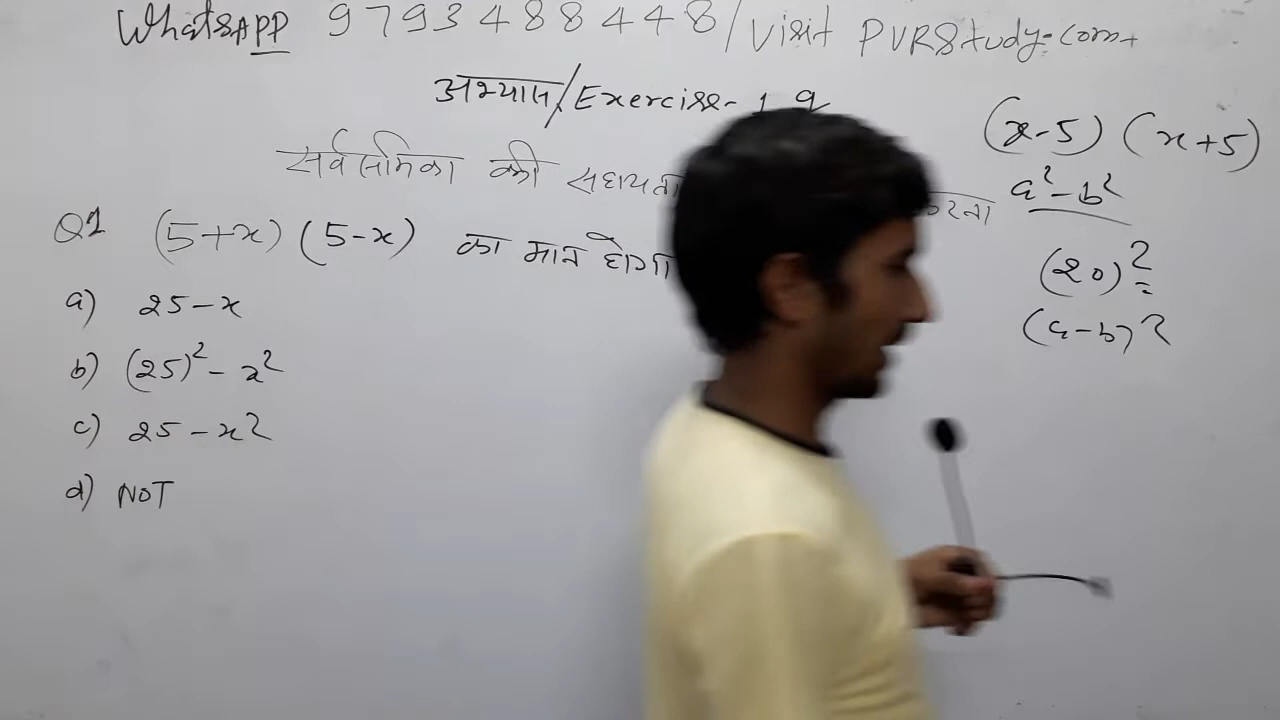 WhatsAPP 9793488448/Visit PVRStudy.com
अभ्यास/Exercise- 1.9
सर्वसमिका की सहायता
Q1 (5+x) (5-x) का मान होगा
a) 25-x
b) (25)²-x²
c) 25-x²
d) NOT
(x-5) (x+5)
a²-b²
(20)²=
(a-b)²